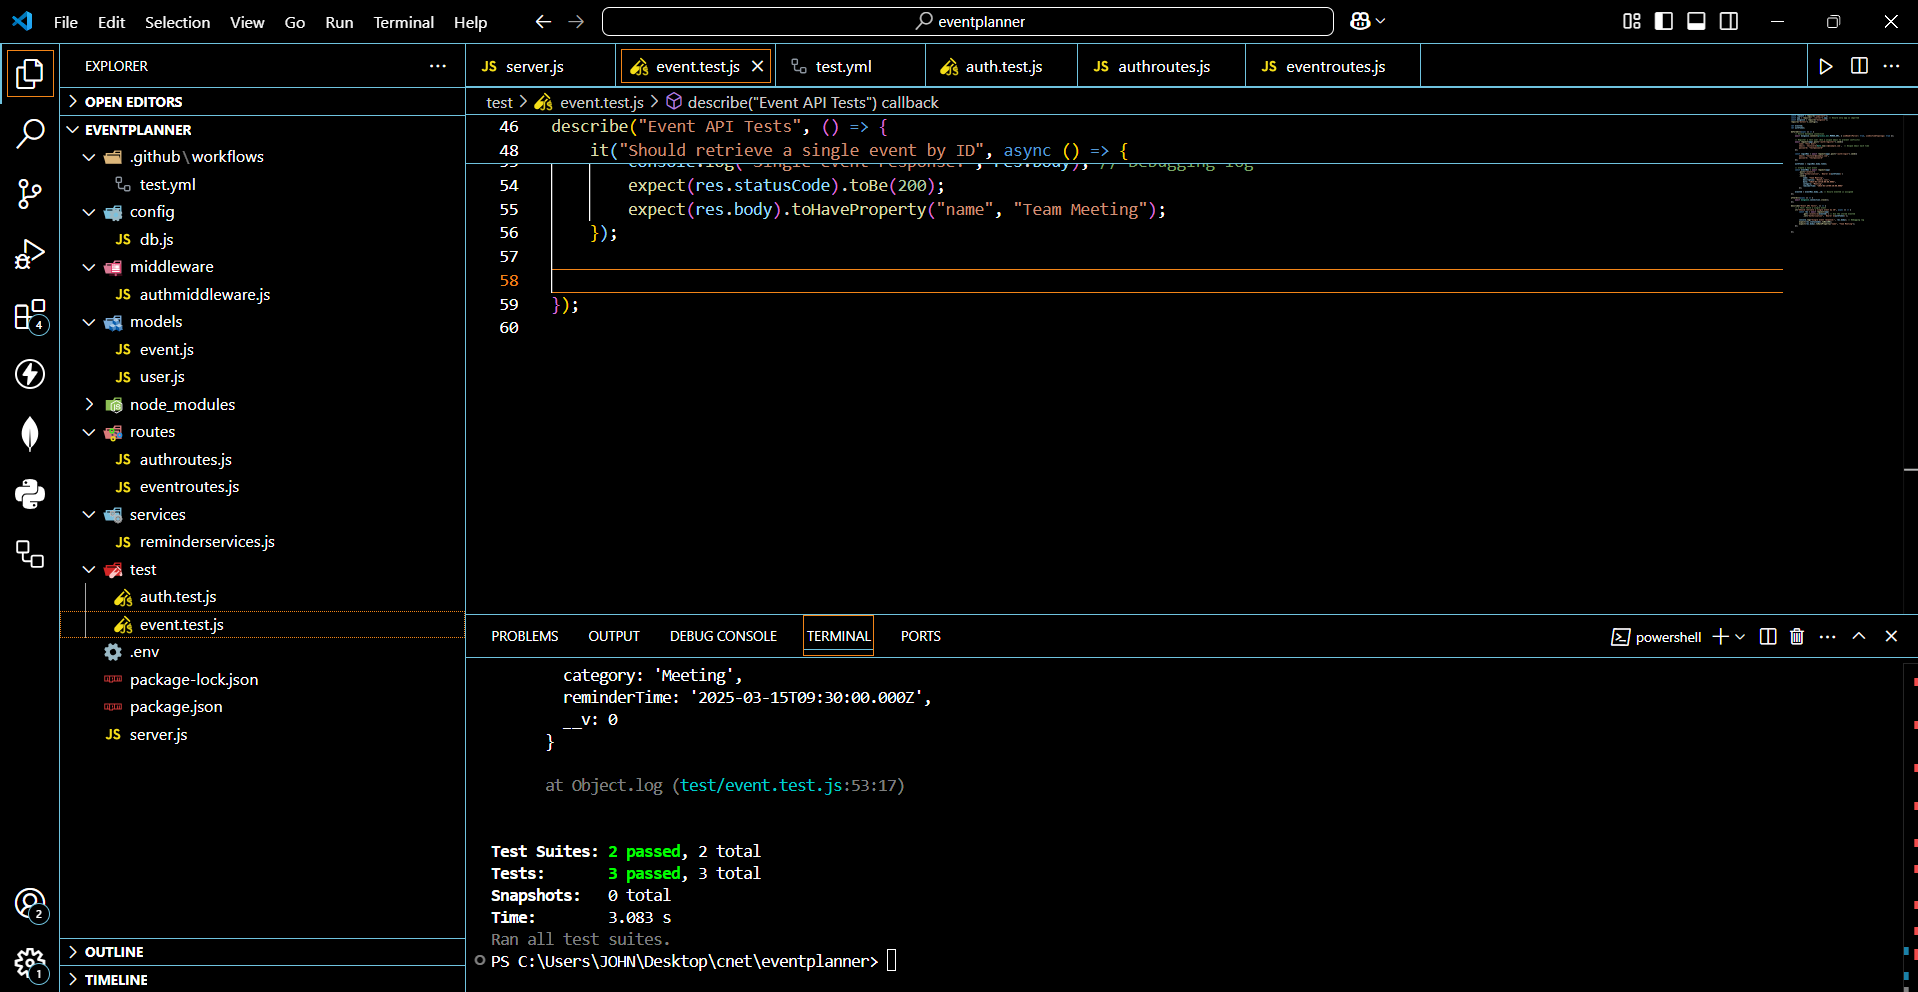 File Edit Selection View Go Run Terminal Help
eventplanner
EXPLORER
OPEN EDITORS
EVENTPLANNER
.github\workflows
test.yml
config
JS db.js
middleware
JS authmiddleware.js
models
JS event.js
JS user.js
node_modules
routes
JS authroutes.js
JS eventroutes.js
services
JS reminderservices.js
test
auth.test.js
event.test.js
.env
package-lock.json
package.json
JS server.js
OUTLINE
TIMELINE
4
2
1
JS server.js
event.test.js
test.yml
auth.test.js
JS authroutes.js
JS eventroutes.js
test > event.test.js > describe("Event API Tests") callback
46 describe("Event API Tests", () => {
48 it("Should retrieve a single event by ID", async () => {
54 expect(res.statusCode).toBe(200);
55 expect(res.body).toHaveProperty("name", "Team Meeting");
56 });
57
58
59 });
60
PROBLEMS OUTPUT DEBUG CONSOLE TERMINAL PORTS
powershell
category: 'Meeting',
reminderTime: '2025-03-15T09:30:00.000Z',
__v: 0
}
at Object.log (test/event.test.js:53:17)
Test Suites: 2 passed, 2 total
Tests: 3 passed, 3 total
Snapshots: 0 total
Time: 3.083 s
Ran all test suites.
PS C:\Users\JOHN\Desktop\cnet\eventplanner>